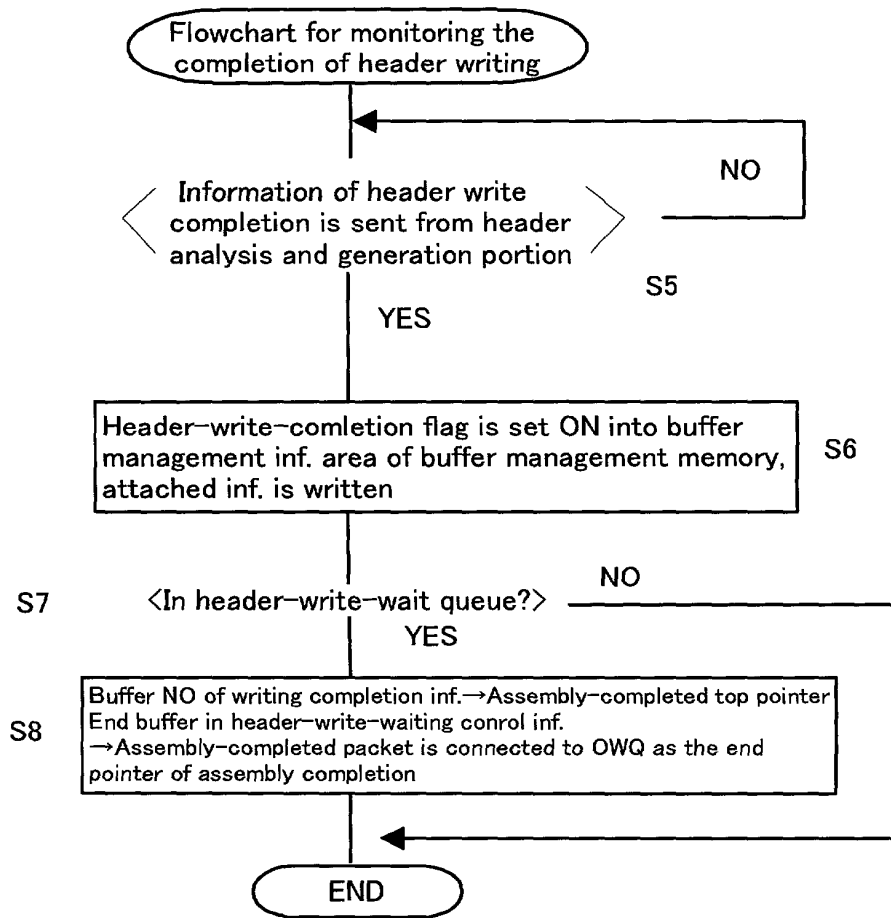 Flowchart for monitoring the
completion of header writing
NO
Information of header write
completion is sent from header
analysis and generation portion
S5
YES
Header-write-comletion flag is set ON into buffer
management inf. area of buffer management memory,
attached inf. is written
S6
S7
<In header-write-wait queue?>
NO
YES
S8
Buffer NO of writing completion inf.→Assembly-completed top pointer
End buffer in header-write-waiting conrol inf.
→Assembly-completed packet is connected to OWQ as the end
pointer of assembly completion
END